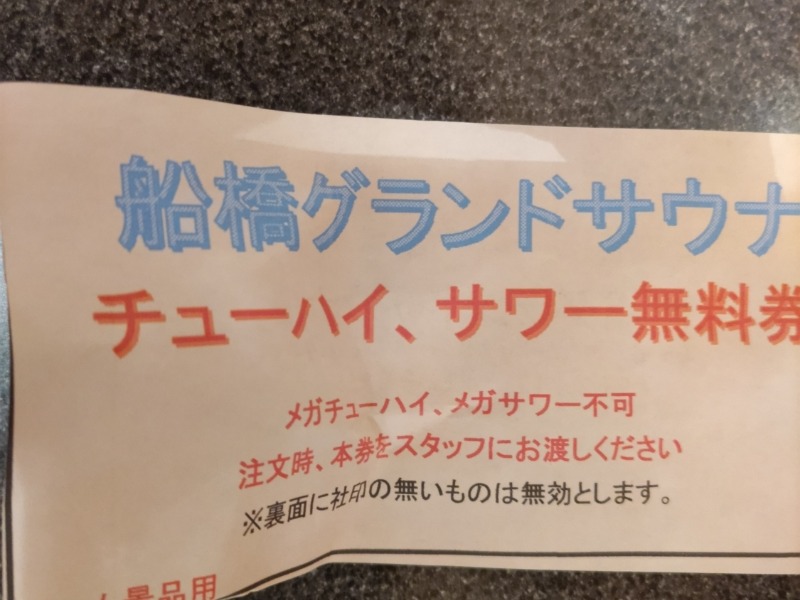 船橋グランドサウナ
チューハイ、サワー無料券
メガチューハイ、メガサワー不可
注文時、本券をスタッフにお渡しください
※裏面に社印の無いものは無効とします。
景品用